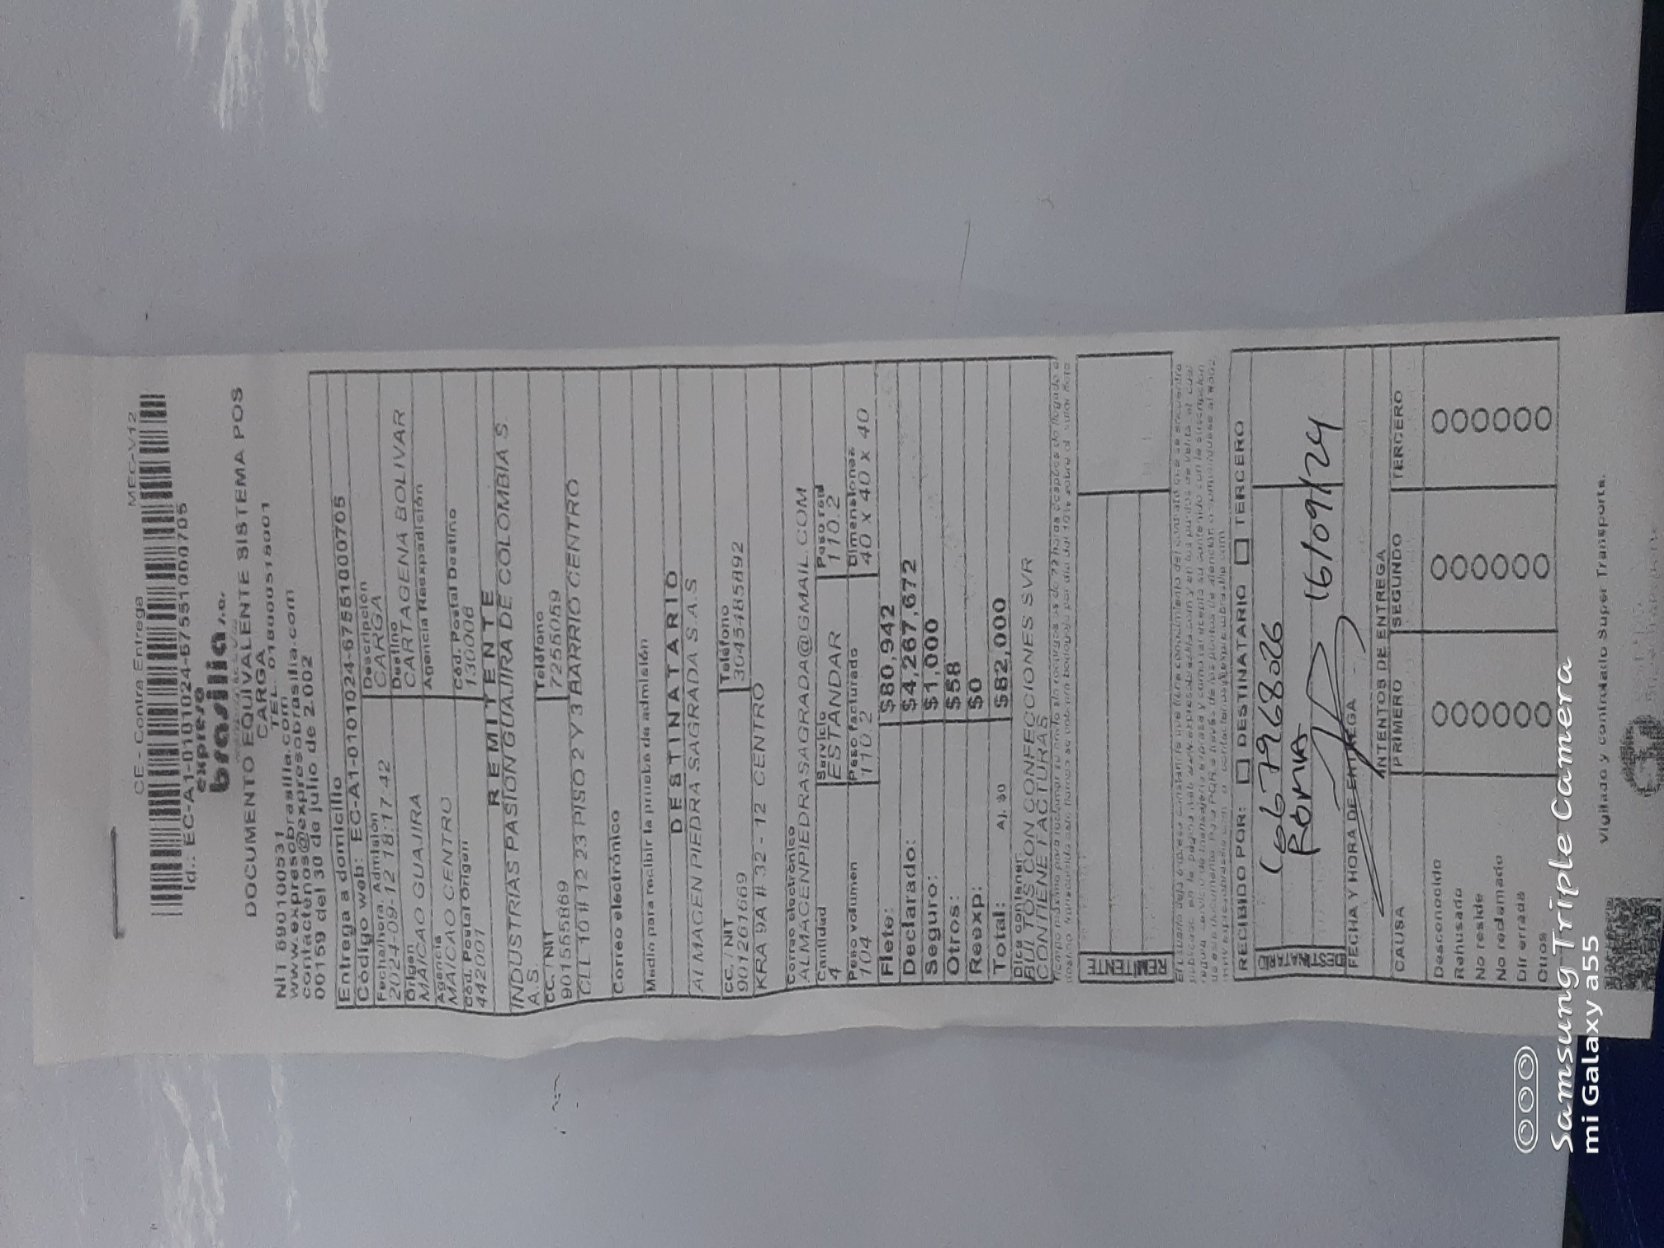 CE - Contra Entrega MEC-V12
Id.: EC-A1-0101024-67551000705
expreso
brasilia s.a.
DOCUMENTO EQUIVALENTE SISTEMA POS
CARGA
NIT 890100531 TEL. 018000518001
www.expresobrasilia.com
contactenos@expresobrasilia.com
00159 del 30 de julio de 2.002
Entrega a domicilio
Código web: EC-A1-0101024-67551000705
Fecha/hora. Admisión Descripción
2024-09-12 18:17:42 CARGA
Origen Destino
MAICAO GUAJIRA CARTAGENA BOLIVAR
Agencia Agencia Reexpedición
MAICAO CENTRO
Cód. Postal Origen Cód. Postal Destino
442001 130006
REMITENTE
INDUSTRIAS PASION GUAJIRA DE COLOMBIA S
A.S
CC. / NIT Teléfono
901555869 7255059
CLL 10 # 12 23 PISO 2 Y 3 BARRIO CENTRO
Correo electrónico
Medio para recibir la prueba de admisión
DESTINATARIO
ALMACEN PIEDRA SAGRADA S.A.S
CC. / NIT Teléfono
901261669 3045485892
KRA 9A # 32 - 12 CENTRO
Correo electrónico
ALMACENPIEDRASAGRADA@GMAIL.COM
Cantidad Servicio Peso real
4 ESTANDAR 110.2
Peso volumen Peso facturado Dimensiones
104 110.2 40 x 40 x 40
Flete: $80,942
Declarado: $4,267,672
Seguro: $1,000
Otros: $58
Reexp: $0
Total: AJ. $0 $82,000
Dice contener:
BULTOS CON CONFECCIONES SVR
CONTIENE FACTURAS
REMITENTE
RECIBIDO POR: DESTINATARIO TERCERO
DESTINATARIO
6667968026
Roma
16/09/24
FECHA Y HORA DE ENTREGA
INTENTOS DE ENTREGA
CAUSA PRIMERO SEGUNDO TERCERO
Desconocido
Rehusado
No reside
No reclamado
Dir errada
Otros
Vigilado y controlado Super Transporte.
Samsung Triple Camera
mi Galaxy a55